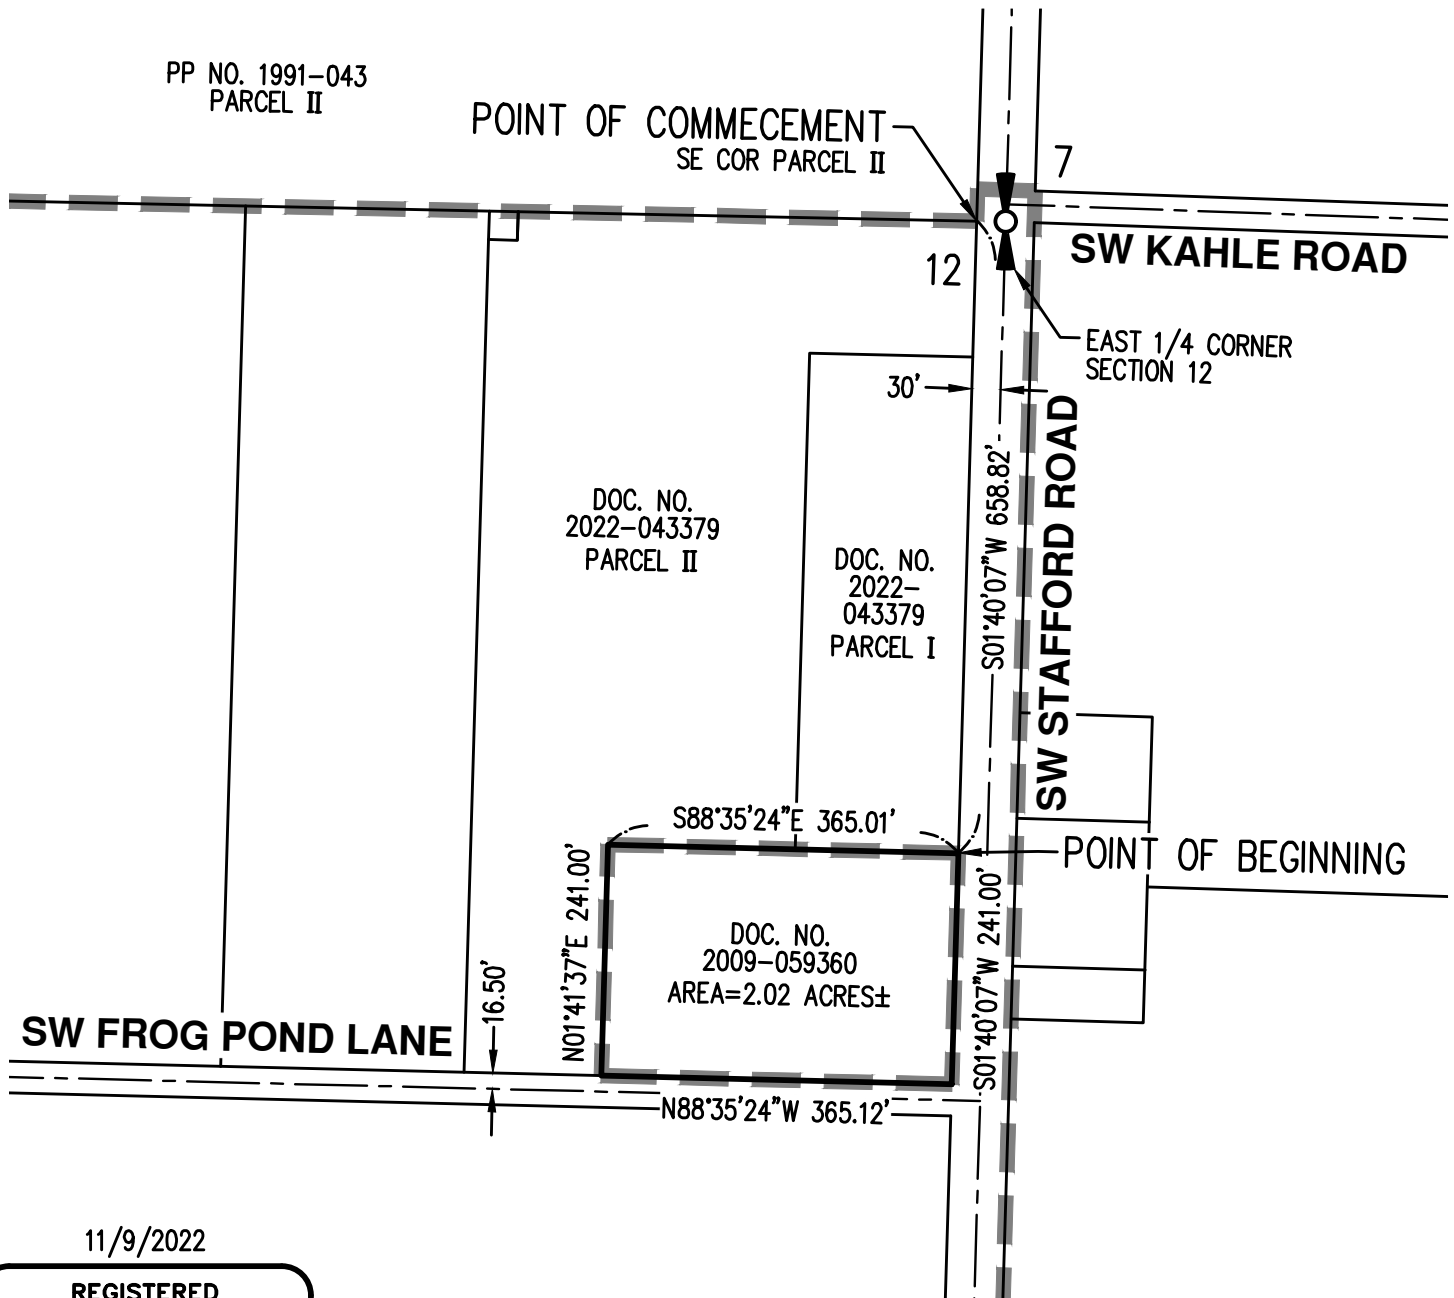 PP NO. 1991-043
PARCEL II
POINT OF COMMECEMENT
SE COR PARCEL II
7
12
SW KAHLE ROAD
EAST 1/4 CORNER
SECTION 12
30'
S01°40'07"W 658.82'
SW STAFFORD ROAD
DOC. NO.
2022-043379
PARCEL II
DOC. NO.
2022-
043379
PARCEL I
S88°35'24"E 365.01'
POINT OF BEGINNING
N01°41'37"E 241.00'
DOC. NO.
2009-059360
AREA=2.02 ACRES±
S01°40'07"W 241.00'
16.50'
SW FROG POND LANE
N88°35'24"W 365.12'
11/9/2022
REGISTERED